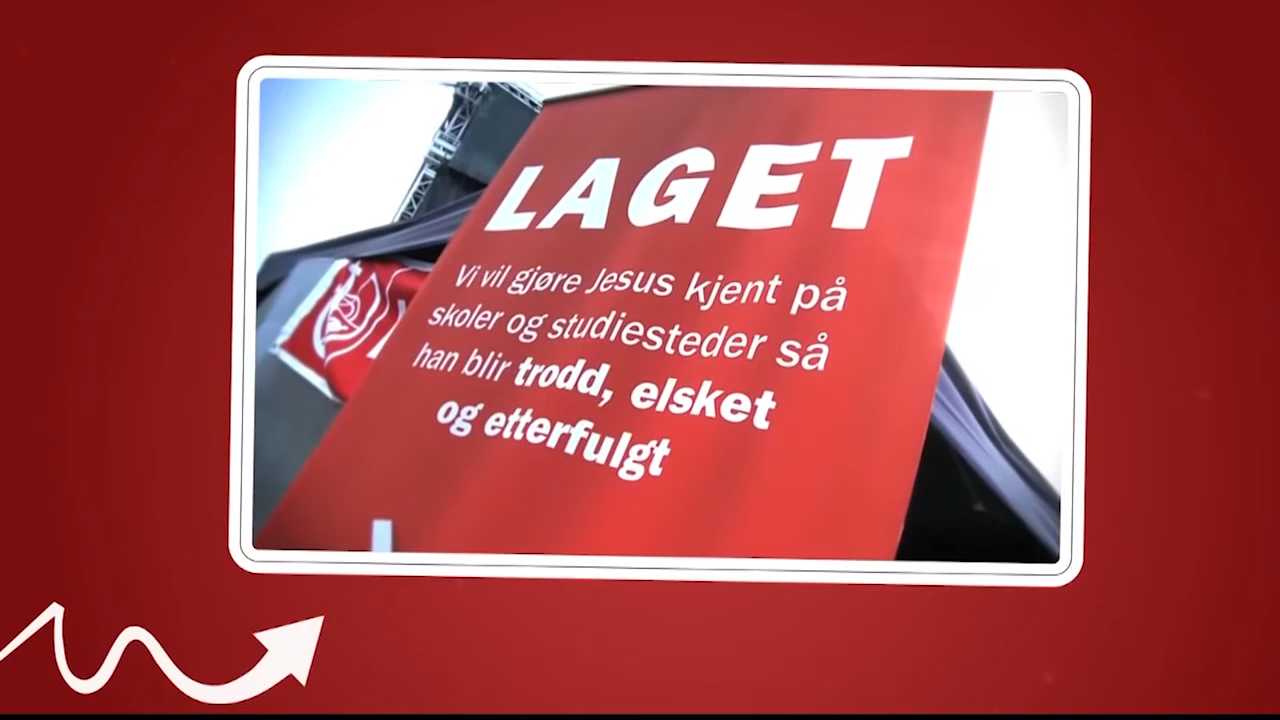 LAGET
Vi vil gjøre Jesus kjent på
skoler og studiesteder så
han blir trodd, elsket
og etterfulgt